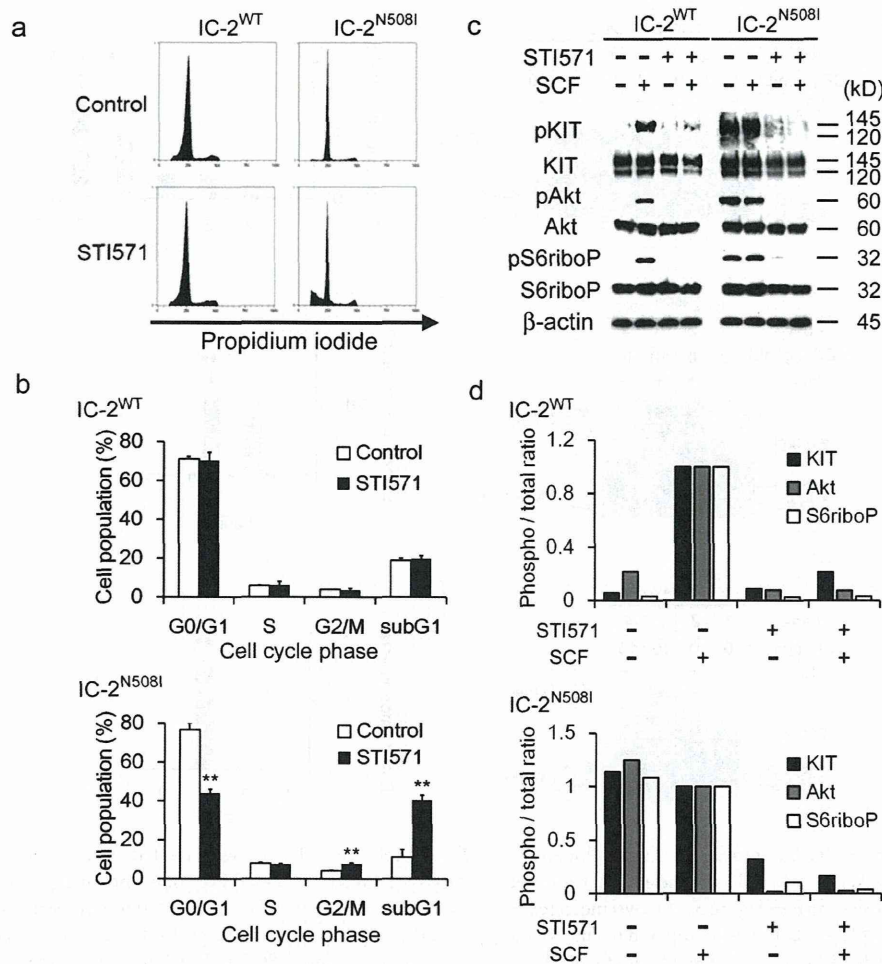 a
IC-2WT IC-2N508I
Control
STI571
Propidium iodide
b
IC-2WT
Cell population (%)
80
60
40
20
0
Control
STI571
G0/G1 S G2/M subG1
Cell cycle phase
IC-2N508I
Cell population (%)
80
60
40
20
0
Control
STI571
** ** **
G0/G1 S G2/M subG1
Cell cycle phase
c
IC-2WT IC-2N508I
STI571 - - + + - - + +
SCF - + - + - + - + (kD)
pKIT 145
120
KIT 145
120
pAkt 60
Akt 60
pS6riboP 32
S6riboP 32
β-actin 45
d
IC-2WT
Phospho / total ratio
1.2
0.8
0.4
0
KIT
Akt
S6riboP
STI571 - - + +
SCF - + - +
IC-2N508I
Phospho / total ratio
1.5
1
0.5
0
KIT
Akt
S6riboP
STI571 - - + +
SCF - + - +